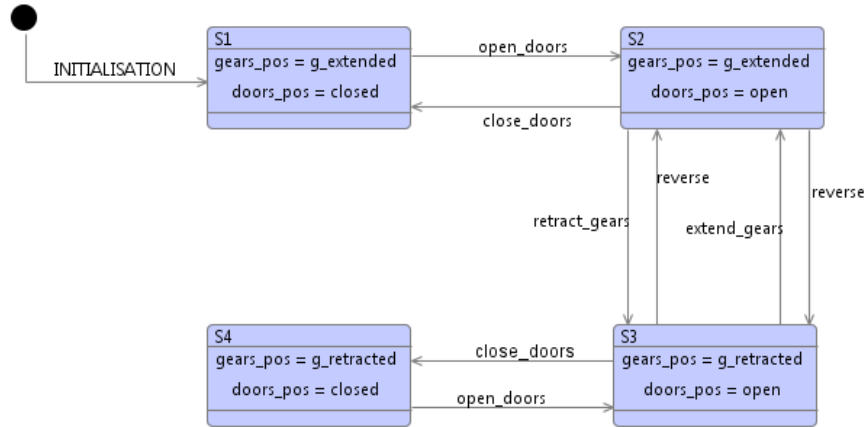 S1
gears_pos = g_extended
doors_pos = closed
INITIALISATION
open_doors
close_doors
S2
gears_pos = g_extended
doors_pos = open
retract_gears
reverse
extend_gears
reverse
S4
gears_pos = g_retracted
doors_pos = closed
close_doors
open_doors
S3
gears_pos = g_retracted
doors_pos = open